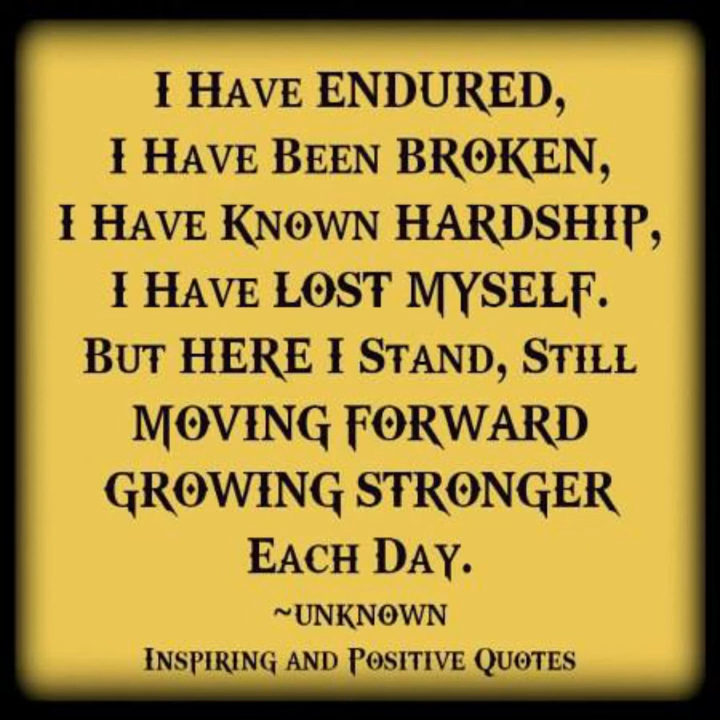 I HAVE ENDURED,
I HAVE BEEN BROKEN,
I HAVE KNOWN HARDSHIP,
I HAVE LOST MYSELF.
BUT HERE I STAND, STILL
MOVING FORWARD
GROWING STRONGER
EACH DAY.
~UNKNOWN
INSPIRING AND POSITIVE QUOTES